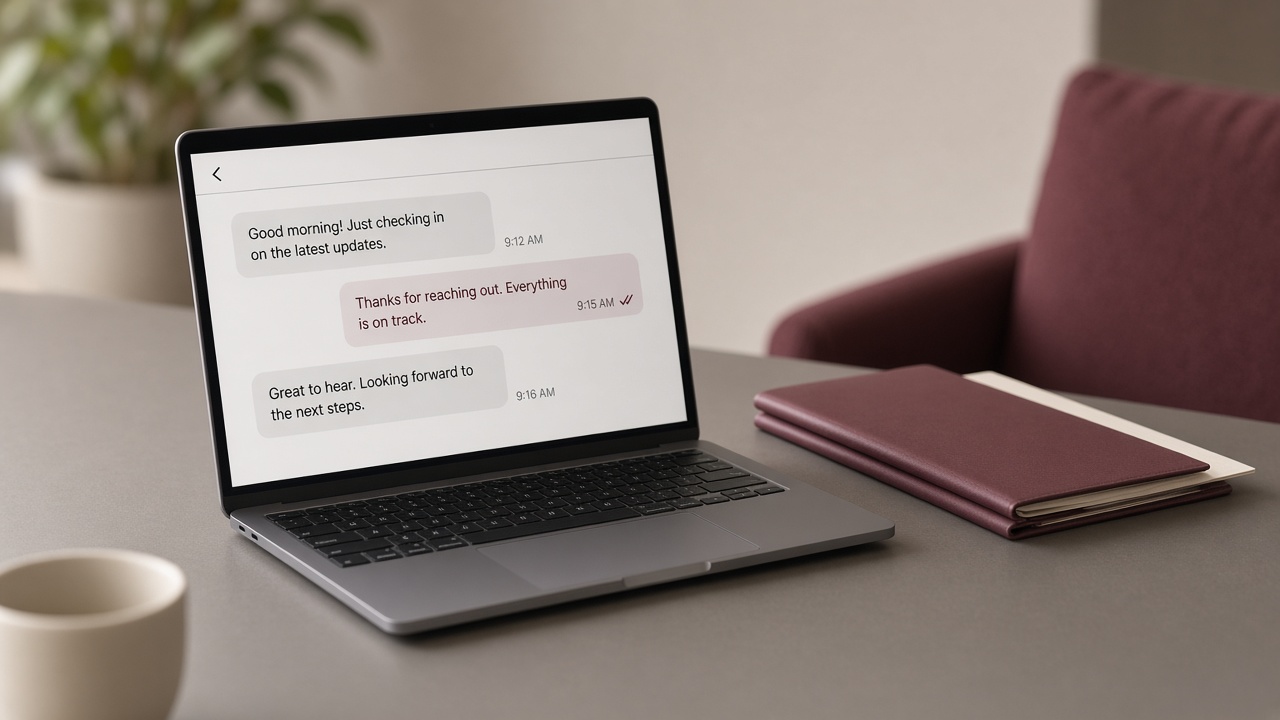 Good morning! Just checking in
on the latest updates.
9:12 AM
Thanks for reaching out. Everything
is on track.
9:15 AM
Great to hear. Looking forward to
the next steps.
9:16 AM